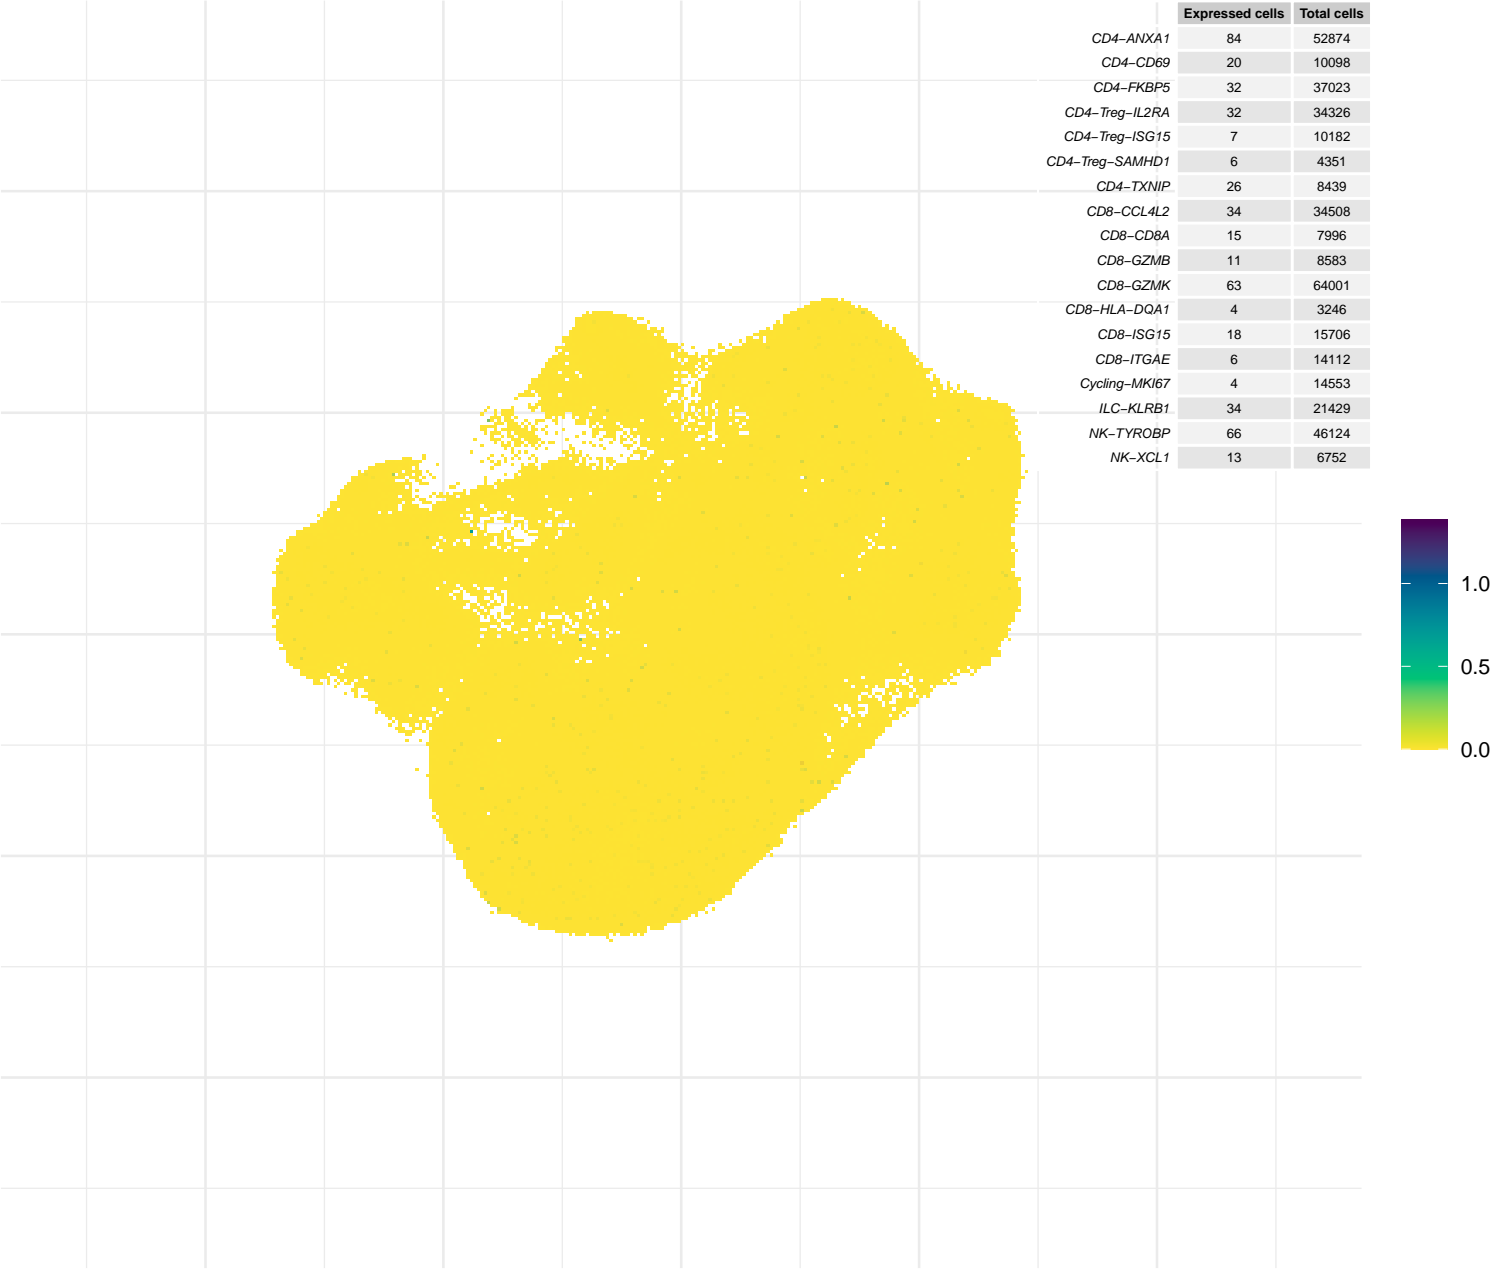 Expressed cells Total cells
CD4−ANXA1 84 52874
CD4−CD69 20 10098
CD4−FKBP5 32 37023
CD4−Treg−IL2RA 32 34326
CD4−Treg−ISG15 7 10182
CD4−Treg−SAMHD1 6 4351
CD4−TXNIP 26 8439
CD8−CCL4L2 34 34508
CD8−CD8A 15 7996
CD8−GZMB 11 8583
CD8−GZMK 63 64001
CD8−HLA−DQA1 4 3246
CD8−ISG15 18 15706
CD8−ITGAE 6 14112
Cycling−MKI67 4 14553
ILC−KLRB1 34 21429
NK−TYROBP 66 46124
NK−XCL1 13 6752
1.0
0.5
0.0